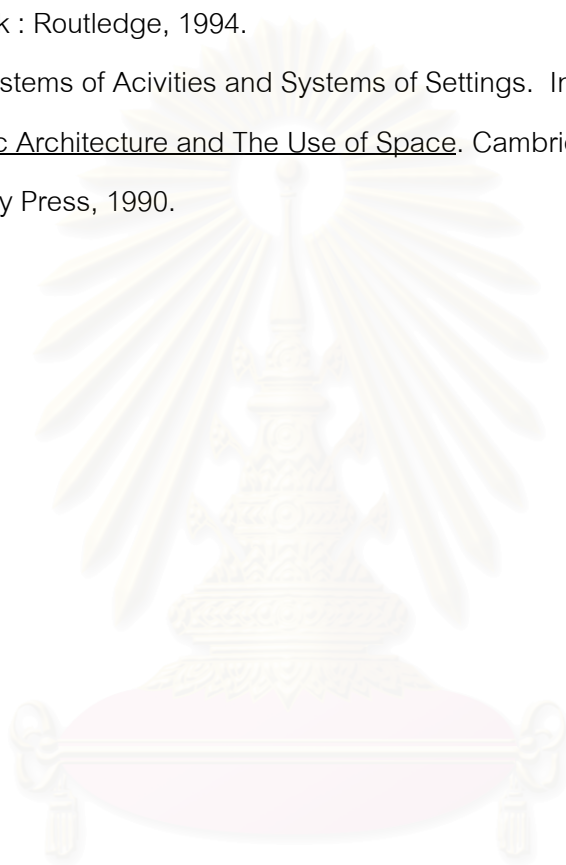 k : Routledge, 1994.
stems of Acivities and Systems of Settings. In
c Architecture and The Use of Space. Cambri
y Press, 1990.